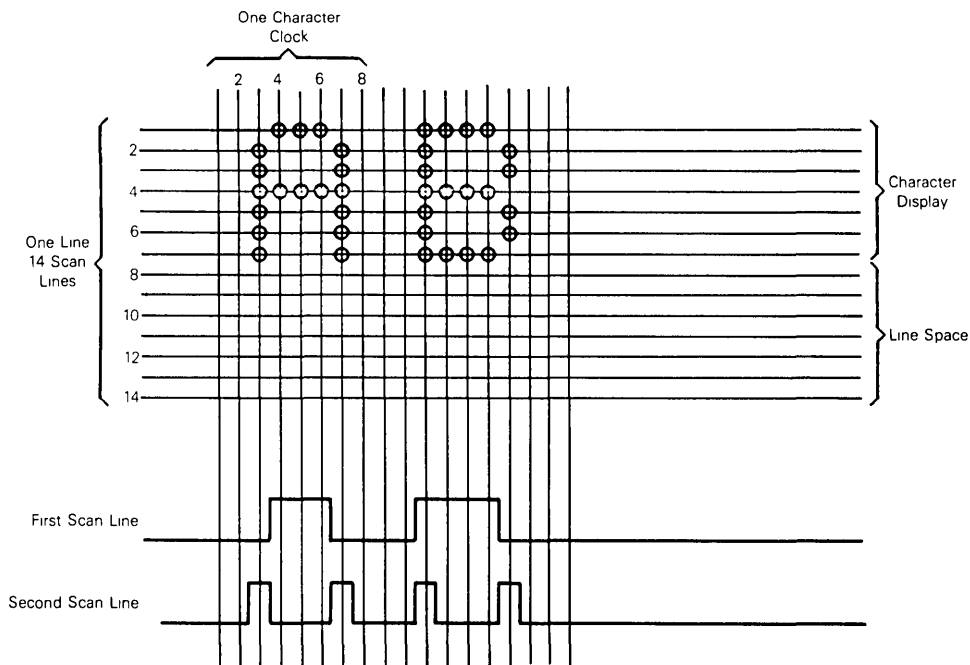 One Character
Clock
2 4 6 8
2
4
6
8
10
12
14
One Line
14 Scan
Lines
Character
Display
Line Space
First Scan Line
Second Scan Line